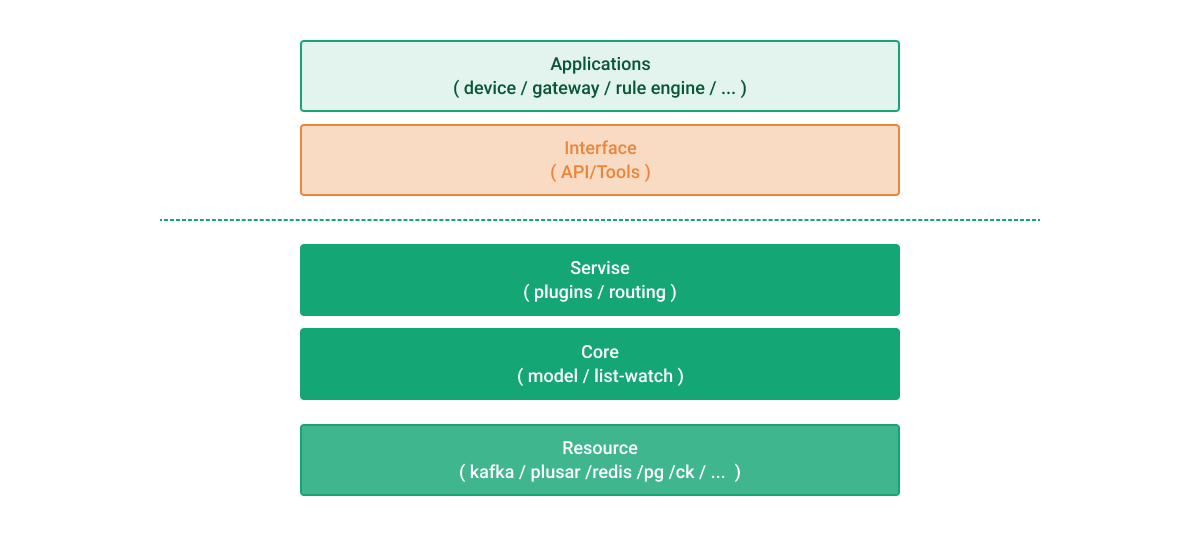 Applications
( device / gateway / rule engine / ... )
Interface
( API/Tools )
Servise
( plugins / routing )
Core
( model / list-watch )
Resource
( kafka / plusar /redis /pg /ck / ... )